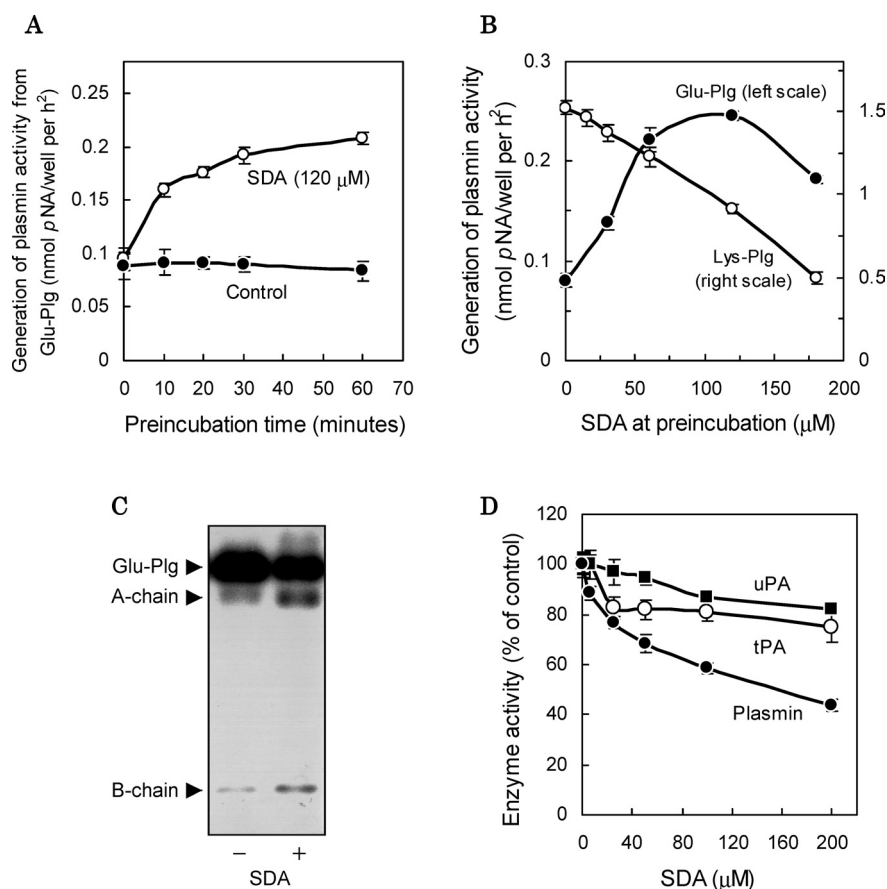 A
Generation of plasmin activity from
Glu-Plg (nmol pNA/well per h²)
0.25
0.2
0.15
0.1
0.05
0
SDA (120 µM)
Control
0 10 20 30 40 50 60 70
Preincubation time (minutes)
B
Generation of plasmin activity
(nmol pNA/well per h²)
0.3
0.2
0.1
0
Glu-Plg (left scale)
Lys-Plg
(right scale)
1.5
1
0.5
0
0 50 100 150 200
SDA at preincubation (µM)
C
Glu-Plg
A-chain
B-chain
− +
SDA
D
Enzyme activity (% of control)
120
100
80
60
40
20
0
uPA
tPA
Plasmin
0 40 80 120 160 200
SDA (µM)